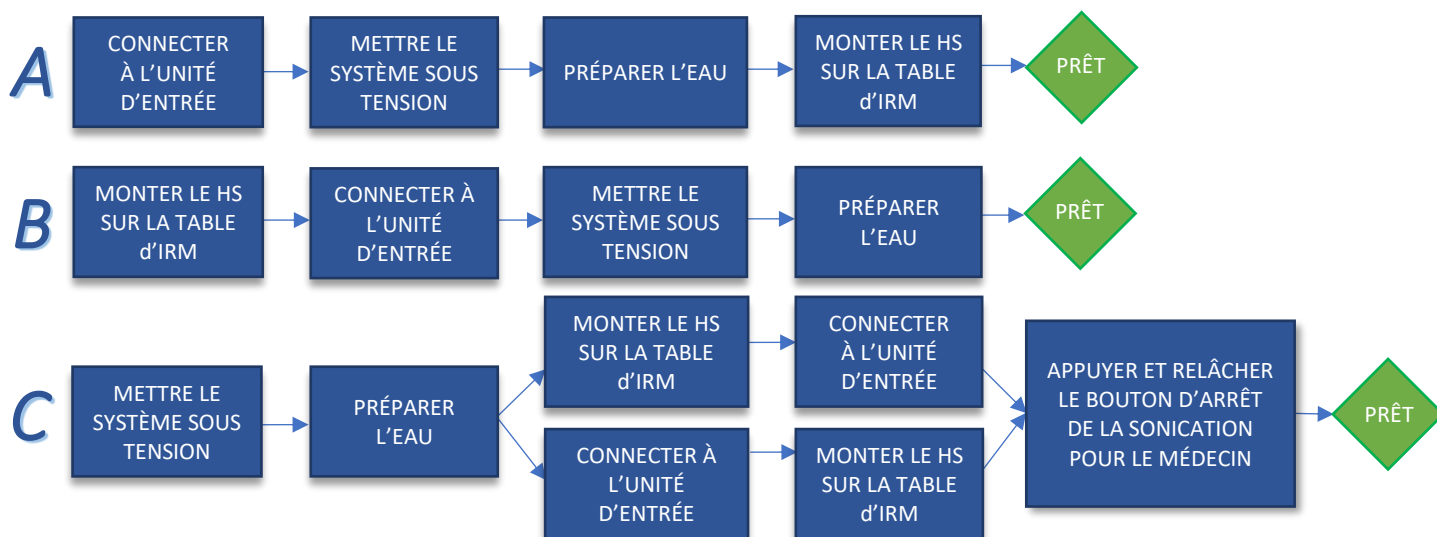 A
CONNECTER
À L’UNITÉ
D’ENTRÉE
METTRE LE
SYSTÈME SOUS
TENSION
PRÉPARER L’EAU
MONTER LE HS
SUR LA TABLE
d’IRM
PRÊT
B
MONTER LE HS
SUR LA TABLE
d’IRM
CONNECTER À
L’UNITÉ
D’ENTRÉE
METTRE LE
SYSTÈME SOUS
TENSION
PRÉPARER
L’EAU
PRÊT
C
METTRE LE
SYSTÈME SOUS
TENSION
PRÉPARER
L’EAU
MONTER LE HS
SUR LA TABLE
d’IRM
CONNECTER
À L’UNITÉ
D’ENTRÉE
CONNECTER À
L’UNITÉ
D’ENTRÉE
MONTER LE HS
SUR LA TABLE
d’IRM
APPUYER ET RELÂCHER
LE BOUTON D’ARRÊT
DE LA SONICATION
POUR LE MÉDECIN
PRÊT